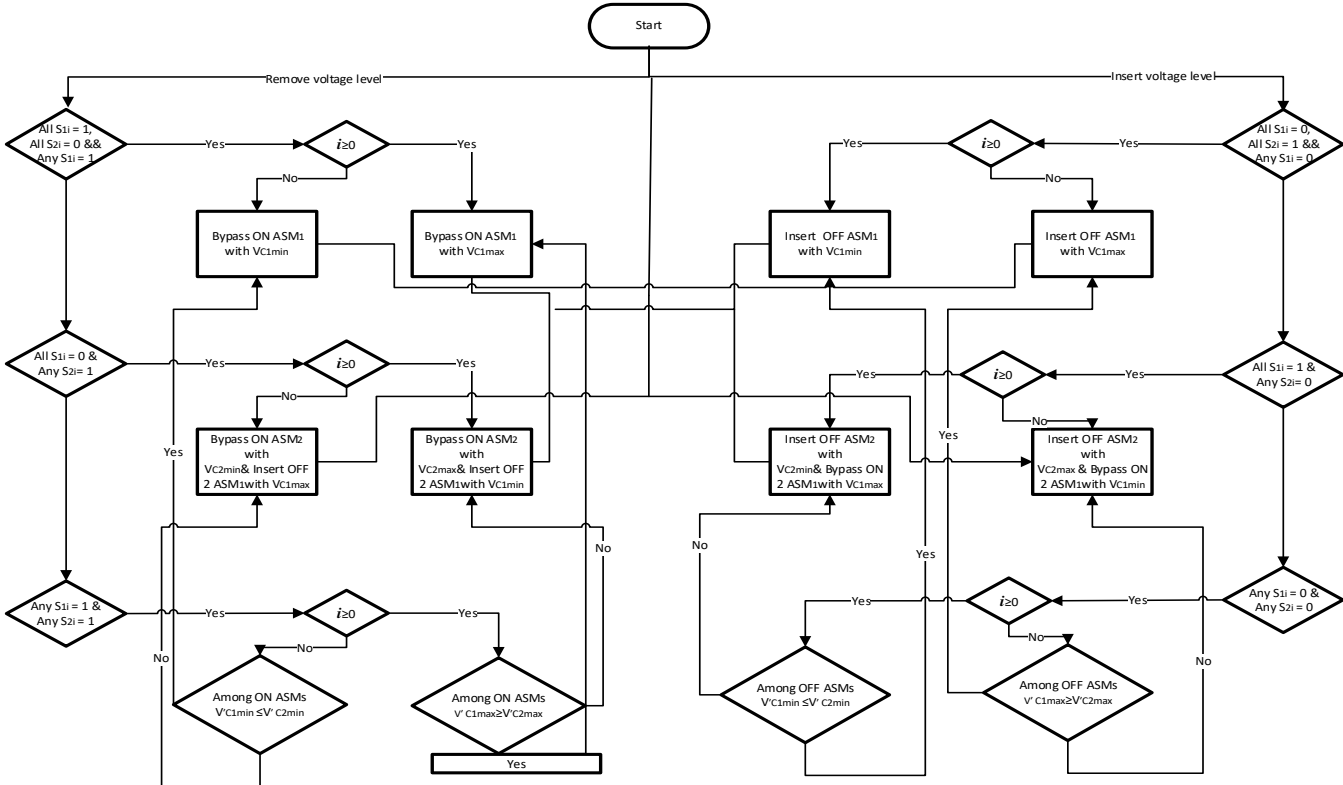 Start
Remove voltage level
Insert voltage level
All S1i = 1,
All S2i = 0 &&
Any S1i = 1
Yes
i≥0
Yes
Yes
i≥0
Yes
All S1i = 0,
All S2i = 1 &&
Any S1i = 0
No
No
Bypass ON ASM1
with VC1min
Bypass ON ASM1
with VC1max
Insert OFF ASM1
with VC1min
Insert OFF ASM1
with VC1max
All S1i = 0 &
Any S2i= 1
Yes
i≥0
Yes
Yes
i≥0
Yes
All S1i = 1 &
Any S2i= 0
No
No
Yes
Yes
Bypass ON ASM2
with
VC2min& Insert OFF
2 ASM1with VC1max
Bypass ON ASM2
with
VC2max& Insert OFF
2 ASM1with VC1min
Insert OFF ASM2
with
VC2min& Bypass ON
2 ASM1with VC1max
Insert OFF ASM2
with
VC2max & Bypass ON
2 ASM1with VC1min
No
No
Yes
Any S1i = 1 &
Any S2i = 1
Yes
i≥0
Yes
Yes
i≥0
Yes
Any S1i = 0 &
Any S2i = 0
No
No
No
No
Among ON ASMs
V'C1min ≤V' C2min
Among ON ASMs
V' C1max≥V'C2max
Among OFF ASMs
V'C1min ≤V' C2min
Among OFF ASMs
V'C1max≥V'C2max
Yes